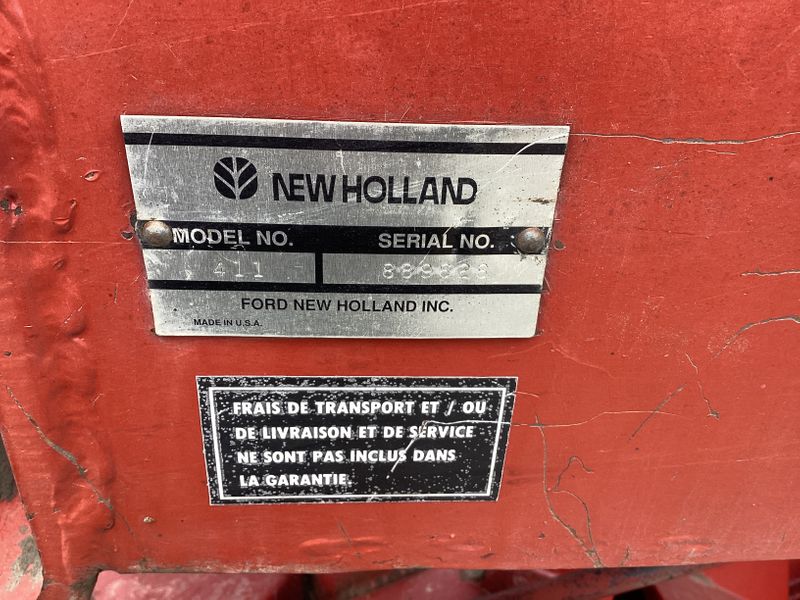 NEW HOLLAND
MODEL NO. SERIAL NO.
411
FORD NEW HOLLAND INC.
MADE IN U.S.A.
FRAIS DE TRANSPORT ET / OU
DE LIVRAISON ET DE SERVICE
NE SONT PAS INCLUS DANS
LA GARANTIE.